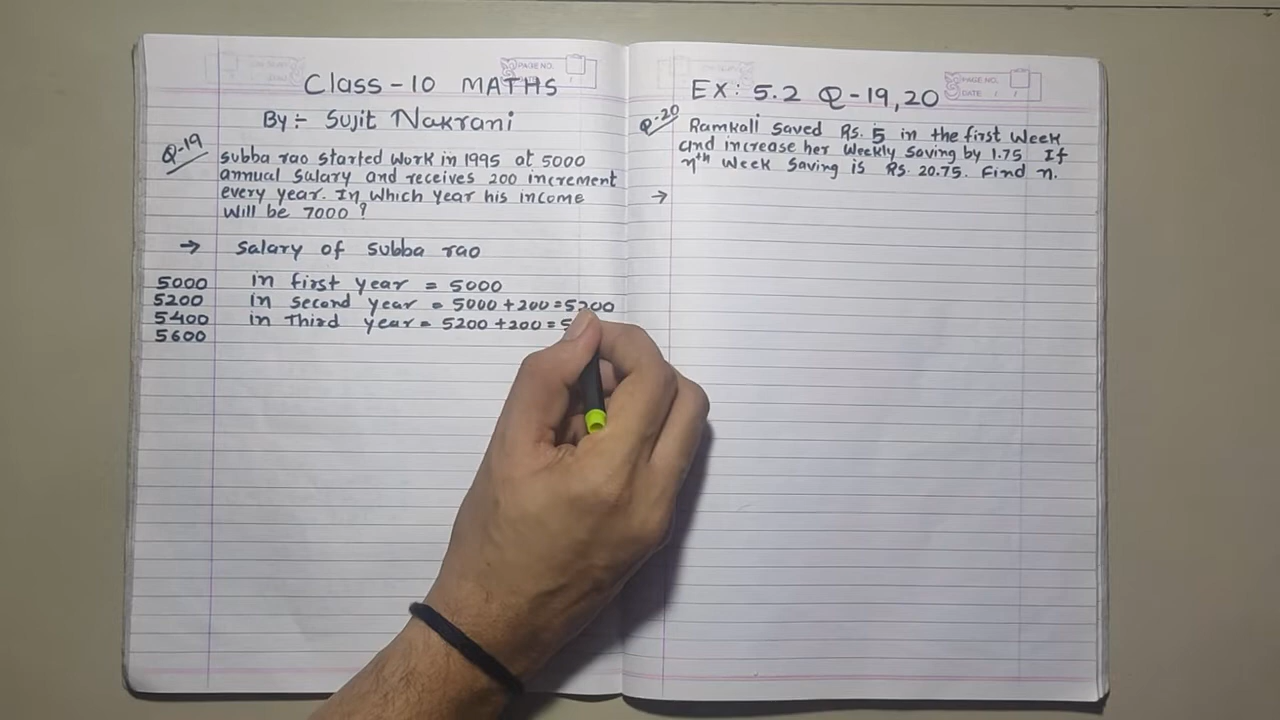 Class-10 MATHS
By:- Sujit Nakrani
Q-19
Subba rao started work in 1995 at 5000
annual salary and receives 200 increment
every year. In which year his income
will be 7000 ?
→ Salary of Subba rao
5000 in first year = 5000
5200 in second year = 5000 + 200 = 5200
5400 in Third year = 5200 + 200 = 5
5600
PAGE NO.
DATE / /
EX: 5.2 Q-19,20
Q-20
Ramkali saved Rs. 5 in the first week
and increase her weekly saving by 1.75 If
nth week saving is Rs. 20.75. Find n.
→
PAGE NO.
DATE / /